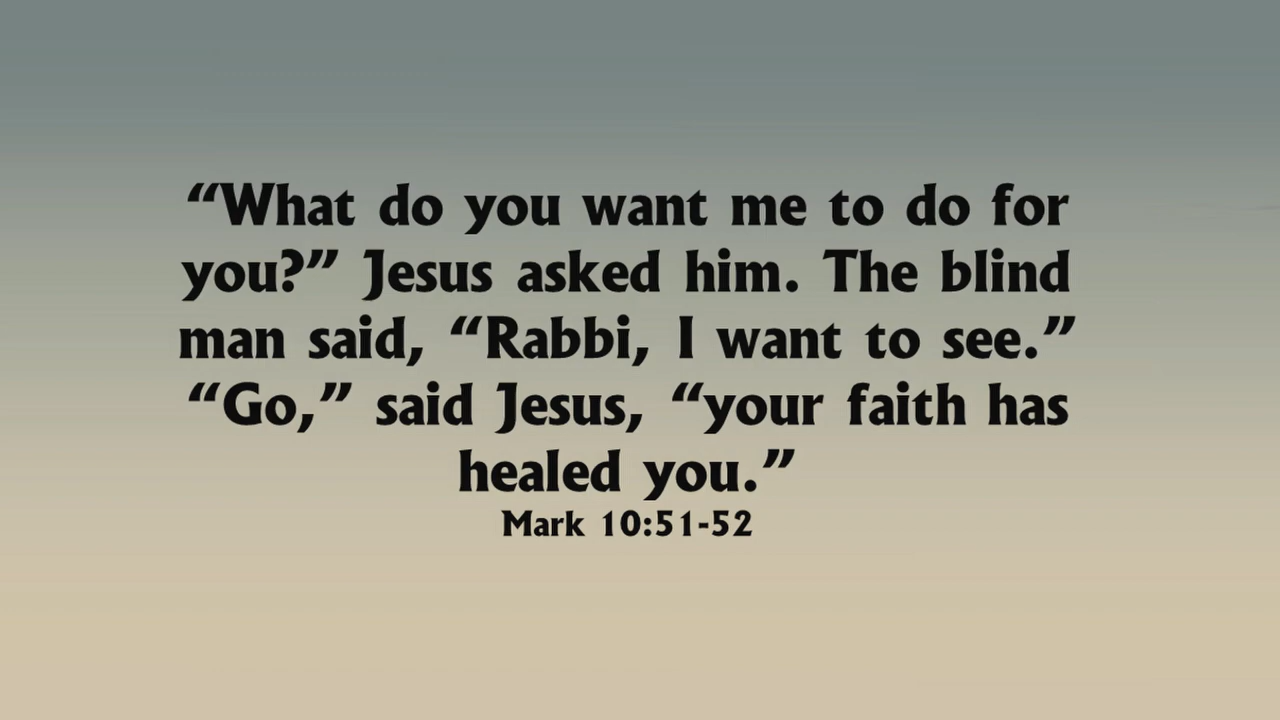 “What do you want me to do for
you?” Jesus asked him. The blind
man said, “Rabbi, I want to see.”
“Go,” said Jesus, “your faith has
healed you.”
Mark 10:51-52